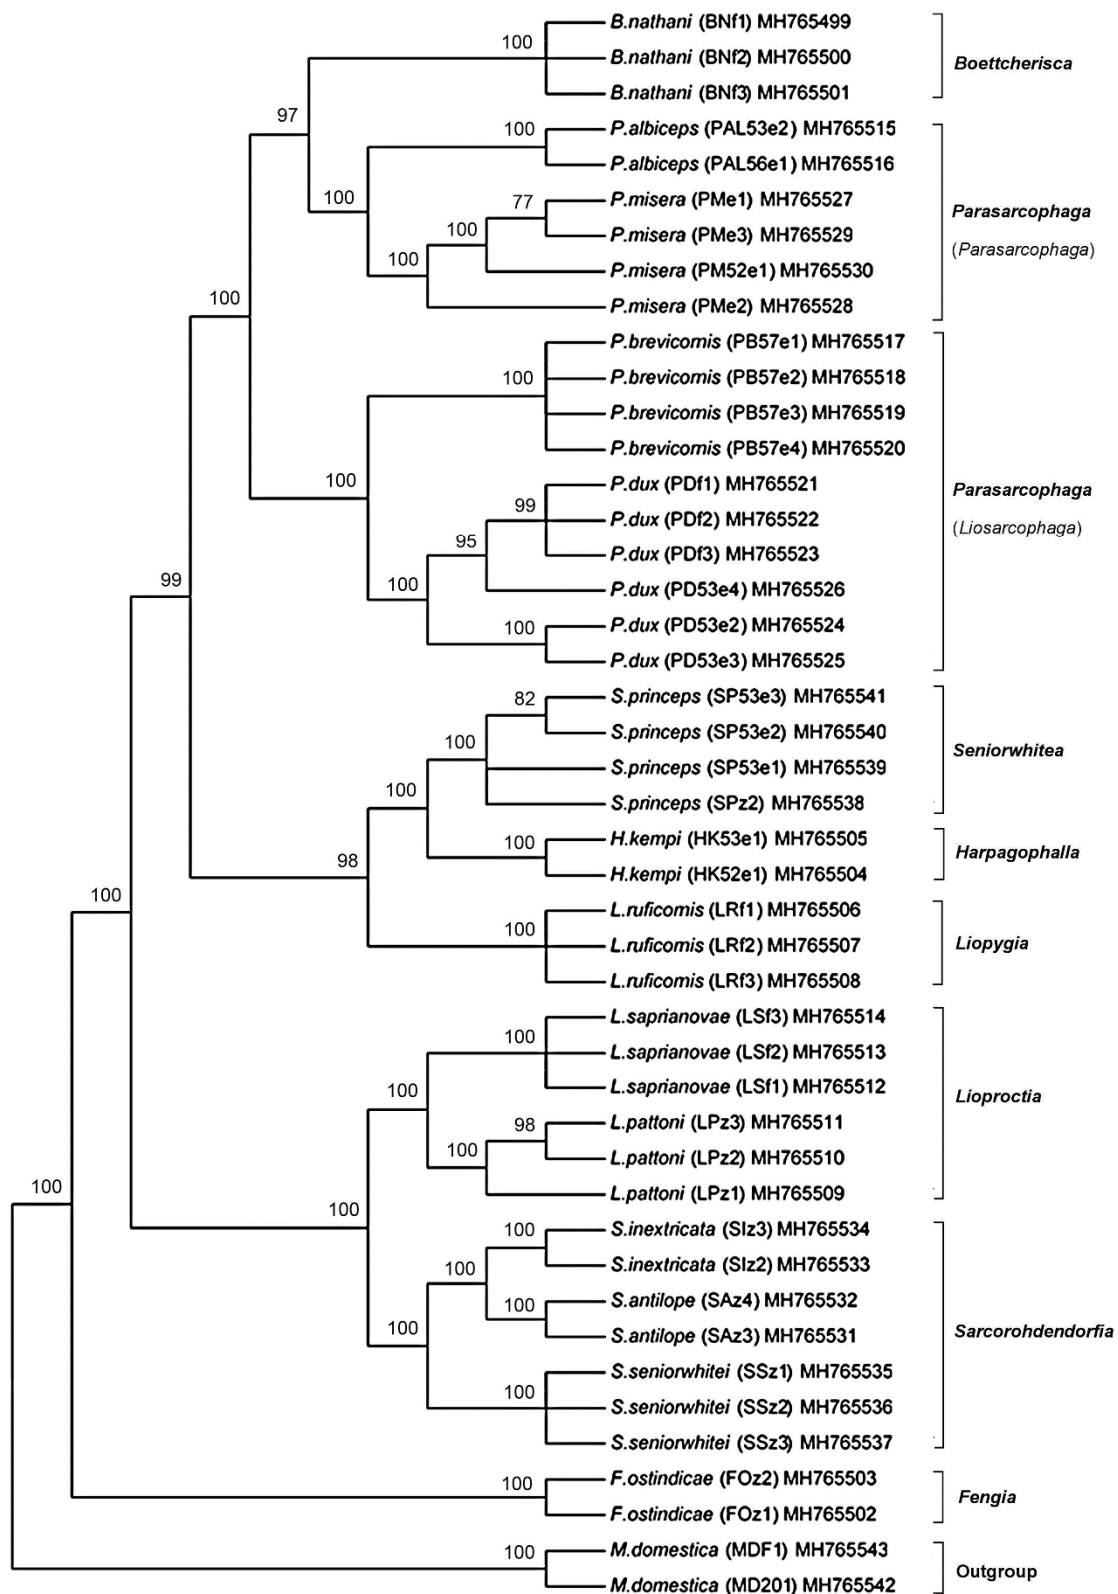 B.nathani (BNf1) MH765499
100
B.nathani (BNf2) MH765500
Boettcherisca
B.nathani (BNf3) MH765501
97
100
P.albiceps (PAL53e2) MH765515
P.albiceps (PAL56e1) MH765516
100
77
P.misera (PMe1) MH765527
Parasarcophaga
100
P.misera (PMe3) MH765529
(Parasarcophaga)
100
P.misera (PM52e1) MH765530
100
P.misera (PMe2) MH765528
P.brevicornis (PB57e1) MH765517
100
P.brevicornis (PB57e2) MH765518
P.brevicornis (PB57e3) MH765519
P.brevicornis (PB57e4) MH765520
100
P.dux (PDf1) MH765521
Parasarcophaga
99
P.dux (PDf2) MH765522
(Liosarcophaga)
95
P.dux (PDf3) MH765523
99
100
P.dux (PD53e4) MH765526
100
P.dux (PD53e2) MH765524
P.dux (PD53e3) MH765525
82
S.princeps (SP53e3) MH765541
S.princeps (SP53e2) MH765540
100
Seniorwhitea
S.princeps (SP53e1) MH765539
100
S.princeps (SPz2) MH765538
100
H.kempi (HK53e1) MH765505
Harpagophalla
98
H.kempi (HK52e1) MH765504
100
L.ruficornis (LRf1) MH765506
100
L.ruficornis (LRf2) MH765507
Liopygia
L.ruficornis (LRf3) MH765508
L.saprianovae (LSf3) MH765514
100
L.saprianovae (LSf2) MH765513
100
L.saprianovae (LSf1) MH765512
Lioproctia
98
L.pattoni (LPz3) MH765511
100
L.pattoni (LPz2) MH765510
100
L.pattoni (LPz1) MH765509
100
100
S.inextricata (SIz3) MH765534
100
S.inextricata (SIz2) MH765533
100
S.antilope (SAz4) MH765532
100
S.antilope (SAz3) MH765531
Sarcorohdendorfia
S.seniorwhitei (SSz1) MH765535
100
S.seniorwhitei (SSz2) MH765536
S.seniorwhitei (SSz3) MH765537
100
F.ostindicae (FOz2) MH765503
Fengia
F.ostindicae (FOz1) MH765502
100
M.domestica (MDF1) MH765543
Outgroup
M.domestica (MD201) MH765542